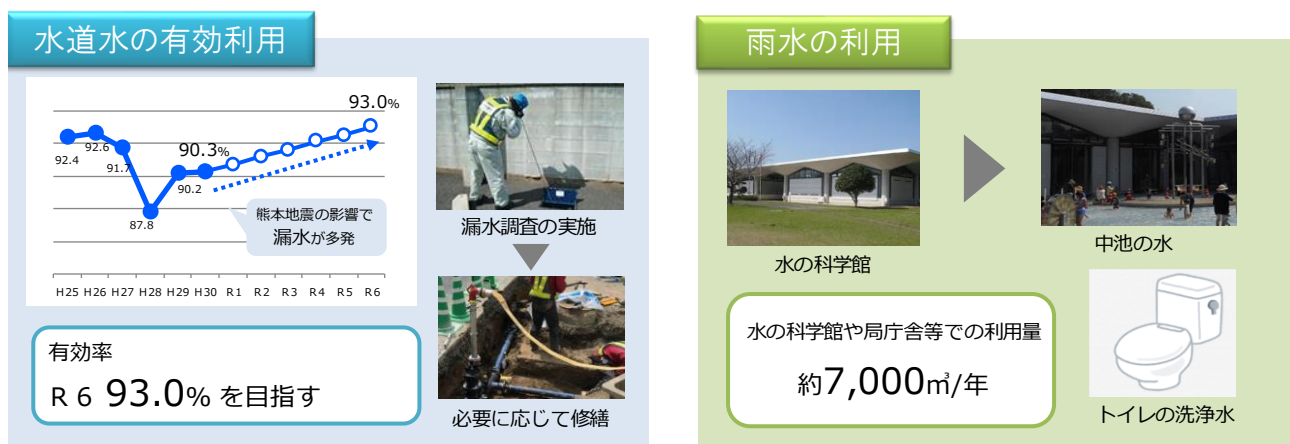 水道水の有効利用
93.0%
92.4
92.6
91.7
90.3%
90.2
87.8
熊本地震の影響で
漏水が多発
H25 H26 H27 H28 H29 H30 R1 R2 R3 R4 R5 R6
漏水調査の実施
必要に応じて修繕
有効率
R 6 93.0% を目指す
雨水の利用
水の科学館
中池の水
水の科学館や局庁舎等での利用量
約7,000㎥/年
トイレの洗浄水